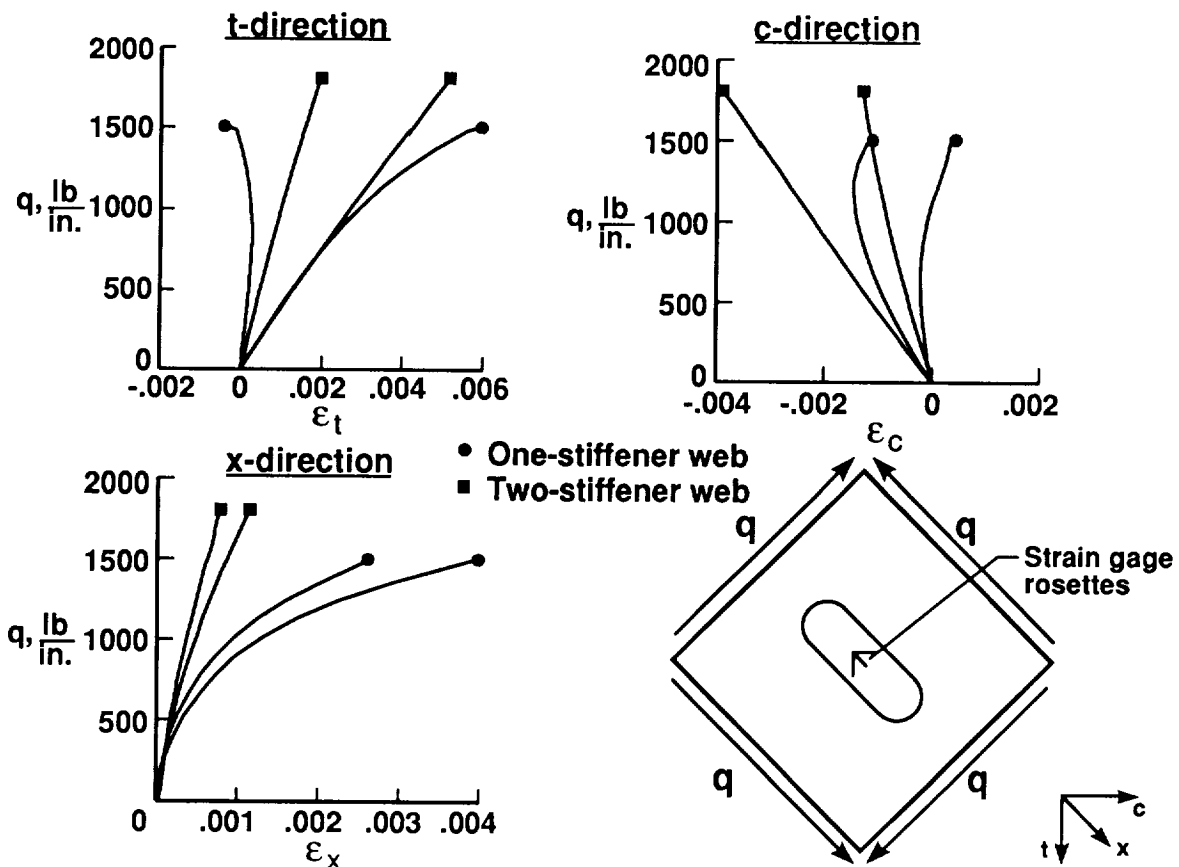 t-direction
2000
1500
q, lb/in. 1000
500
0
-.002 0 .002 .004 .006
εt
c-direction
2000
1500
q, lb/in. 1000
500
0
-.004 -.002 0 .002
εc
x-direction
2000
1500
q, lb/in. 1000
500
0 .001 .002 .003 .004
εx
● One-stiffener web
■ Two-stiffener web
q
q
Strain gage
rosettes
q
q
c
t
x